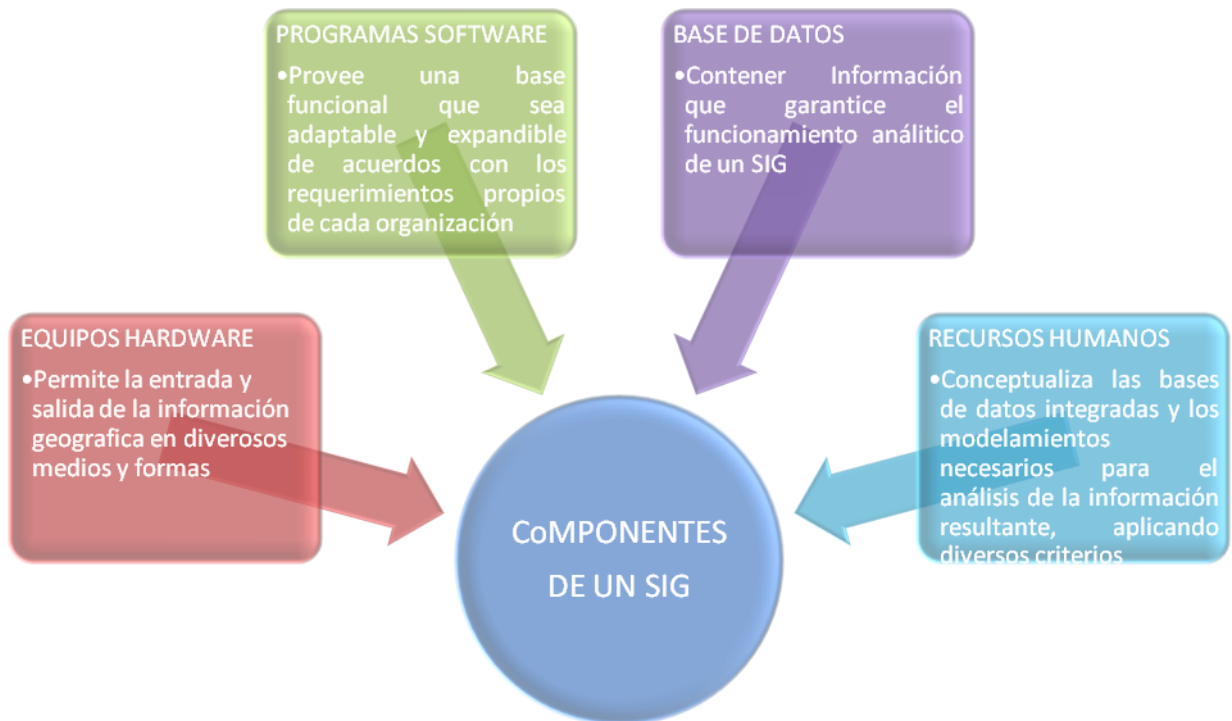 PROGRAMAS SOFTWARE
•Provee una base
funcional que sea
adaptable y expandible
de acuerdos con los
requerimientos propios
de cada organización
BASE DE DATOS
•Contener Información
que garantice el
funcionamiento análitico
de un SIG
EQUIPOS HARDWARE
•Permite la entrada y
salida de la información
geografica en diverosos
medios y formas
RECURSOS HUMANOS
•Conceptualiza las bases
de datos integradas y los
modelamientos
necesarios para el
análisis de la información
resultante, aplicando
diversos criterios
CoMPONENTES
DE UN SIG